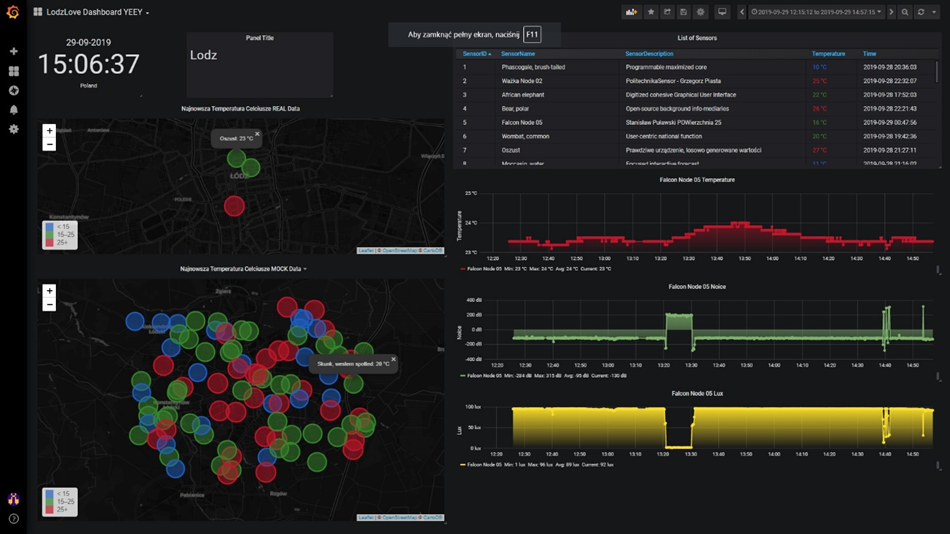 LodzLove Dashboard YEEY
2019-09-29 12:15:12 to 2019-09-29 14:57:15
Aby zamknąć pełny ekran, naciśnij F11
29-09-2019
15:06:37
Poland
Panel Title
Lodz
List of Sensors
SensorID SensorName SensorDescription Temperature Time
1 Phascogale, brush-tailed Programmable maximized core 10 °C 2019-09-28 20:36:03
2 Ważka Node 02 PolitechnikaSensor - Grzegorz Piasta 25 °C 2019-09-28 22:32:07
3 African elephant Digitized cohesive Graphical User Interface 22 °C 2019-09-28 17:52:03
4 Bear, polar Open-source background info-mediaries 26 °C 2019-09-28 22:21:43
5 Falcon Node 05 Stanisław Puławski POWierzchnia 25 16 °C 2019-09-29 00:47:56
6 Wombat, common User-centric national function 20 °C 2019-09-28 19:42:36
7 Oszust Prawdziwe urządzenie, losowo generowane wartości 27 °C 2019-09-28 21:27:11
8 Moccasin, water Focused interactive forecast 2019-09-28 21:16:02
Najnowsza Temperatura Celciusze REAL Data
+
−
Oszust: 23 °C
ŁÓDŹ
POLESIE
Konstantynów
< 15
15–25
25+
Leaflet | © OpenStreetMap © CartoDB
Falcon Node 05 Temperature
Temperature
25 °C
24 °C
23 °C
12:20 12:30 12:40 12:50 13:00 13:10 13:20 13:30 13:40 13:50 14:00 14:10 14:20 14:30 14:40 14:50
Falcon Node 05 Min: 23 °C Max: 24 °C Avg: 24 °C Current: 23 °C
Najnowsza Temperatura Celciusze MOCK Data
+
−
Zgierz
Skunk, western spotted: 29 °C
Pabianice
Rzgów
< 15
15–25
25+
Leaflet | © OpenStreetMap © CartoDB
Falcon Node 05 Noice
Noice
400 dB
200 dB
0 dB
-200 dB
-400 dB
12:20 12:30 12:40 12:50 13:00 13:10 13:20 13:30 13:40 13:50 14:00 14:10 14:20 14:30 14:40 14:50
Falcon Node 05 Min: -284 dB Max: 315 dB Avg: -95 dB Current: -130 dB
Falcon Node 05 Lux
Lux
100 lux
50 lux
0 lux
12:20 12:30 12:40 12:50 13:00 13:10 13:20 13:30 13:40 13:50 14:00 14:10 14:20 14:30 14:40 14:50
Falcon Node 05 Min: 1 lux Max: 96 lux Avg: 89 lux Current: 92 lux